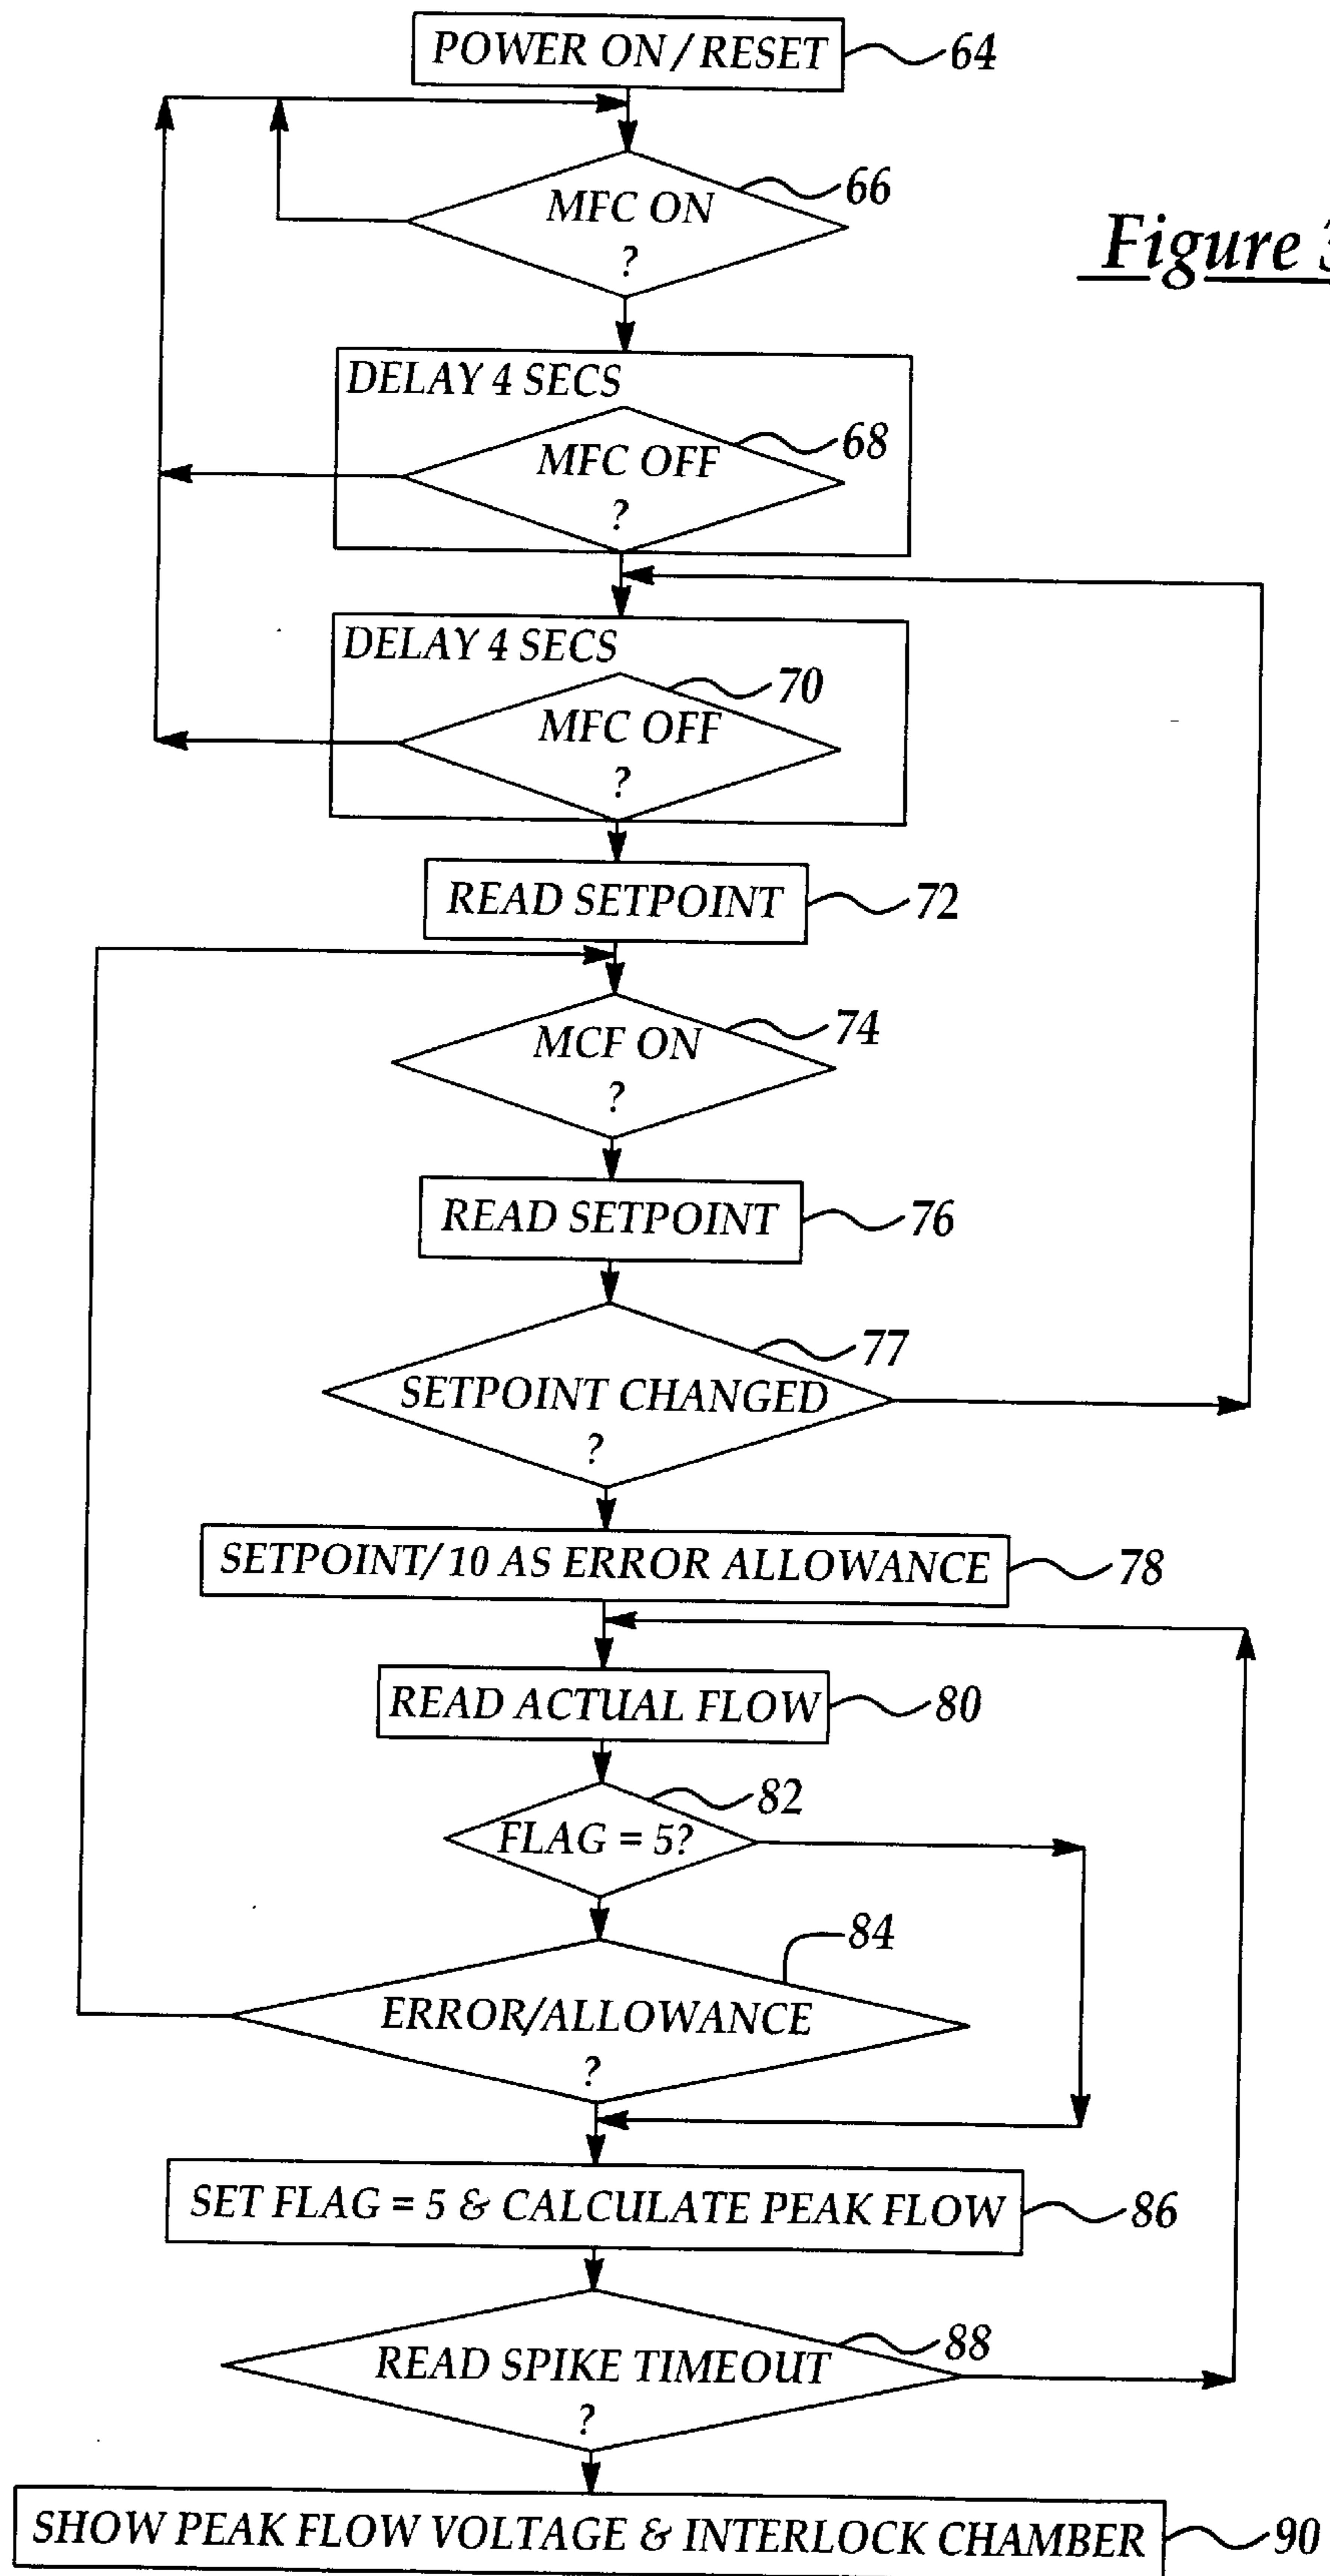 POWER ON / RESET
64
MFC ON
?
66
Figure 3
DELAY 4 SECS
MFC OFF
?
68
DELAY 4 SECS
MFC OFF
?
70
READ SETPOINT
72
MCF ON
?
74
READ SETPOINT
76
SETPOINT CHANGED
?
77
SETPOINT/10 AS ERROR ALLOWANCE
78
READ ACTUAL FLOW
80
FLAG = 5?
82
ERROR/ALLOWANCE
?
84
SET FLAG = 5 & CALCULATE PEAK FLOW
86
READ SPIKE TIMEOUT
?
88
SHOW PEAK FLOW VOLTAGE & INTERLOCK CHAMBER
90